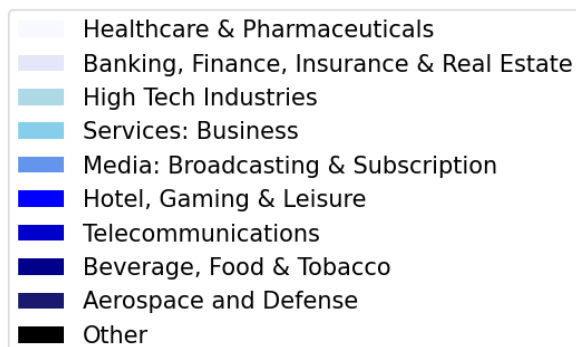 Healthcare & Pharmaceuticals
Banking, Finance, Insurance & Real Estate
High Tech Industries
Services: Business
Media: Broadcasting & Subscription
Hotel, Gaming & Leisure
Telecommunications
Beverage, Food & Tobacco
Aerospace and Defense
Other